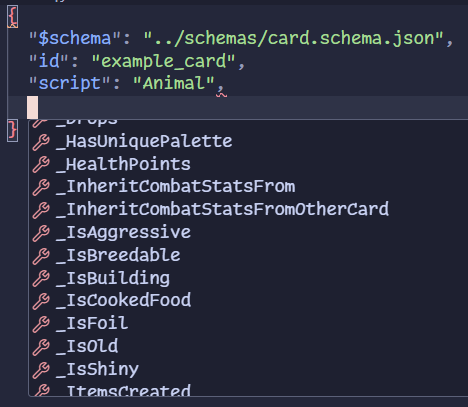 {
"$schema": "../schemas/card.schema.json",
"id": "example_card",
"script": "Animal",
_Drops
}
_HasUniquePalette
_HealthPoints
_InheritCombatStatsFrom
_InheritCombatStatsFromOtherCard
_IsAggressive
_IsBreedable
_IsBuilding
_IsCookedFood
_IsFoil
_IsOld
_IsShiny
_ItemsCreated